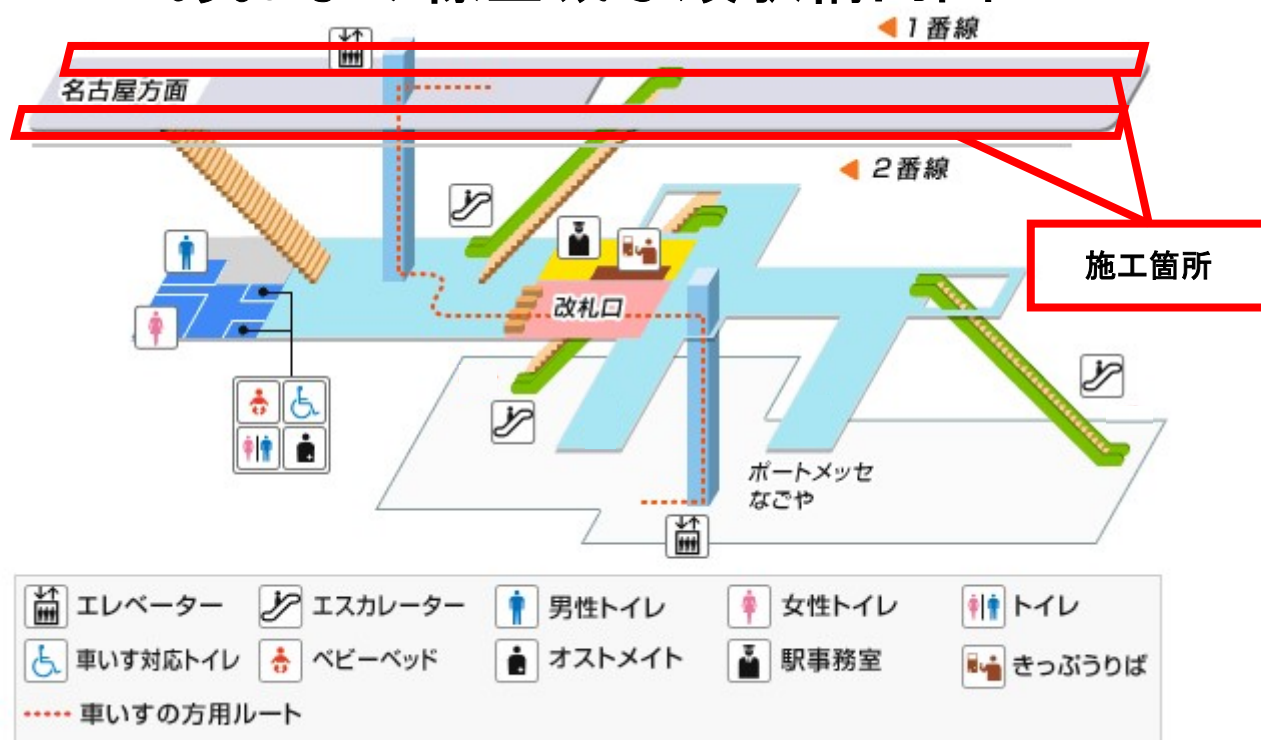 1番線
名古屋方面
2番線
施工箇所
改札口
ポートメッセ
なごや
エレベーター
エスカレーター
男性トイレ
女性トイレ
トイレ
車いす対応トイレ
ベビーベッド
オストメイト
駅事務室
きっぷうりば
車いすの方用ルート